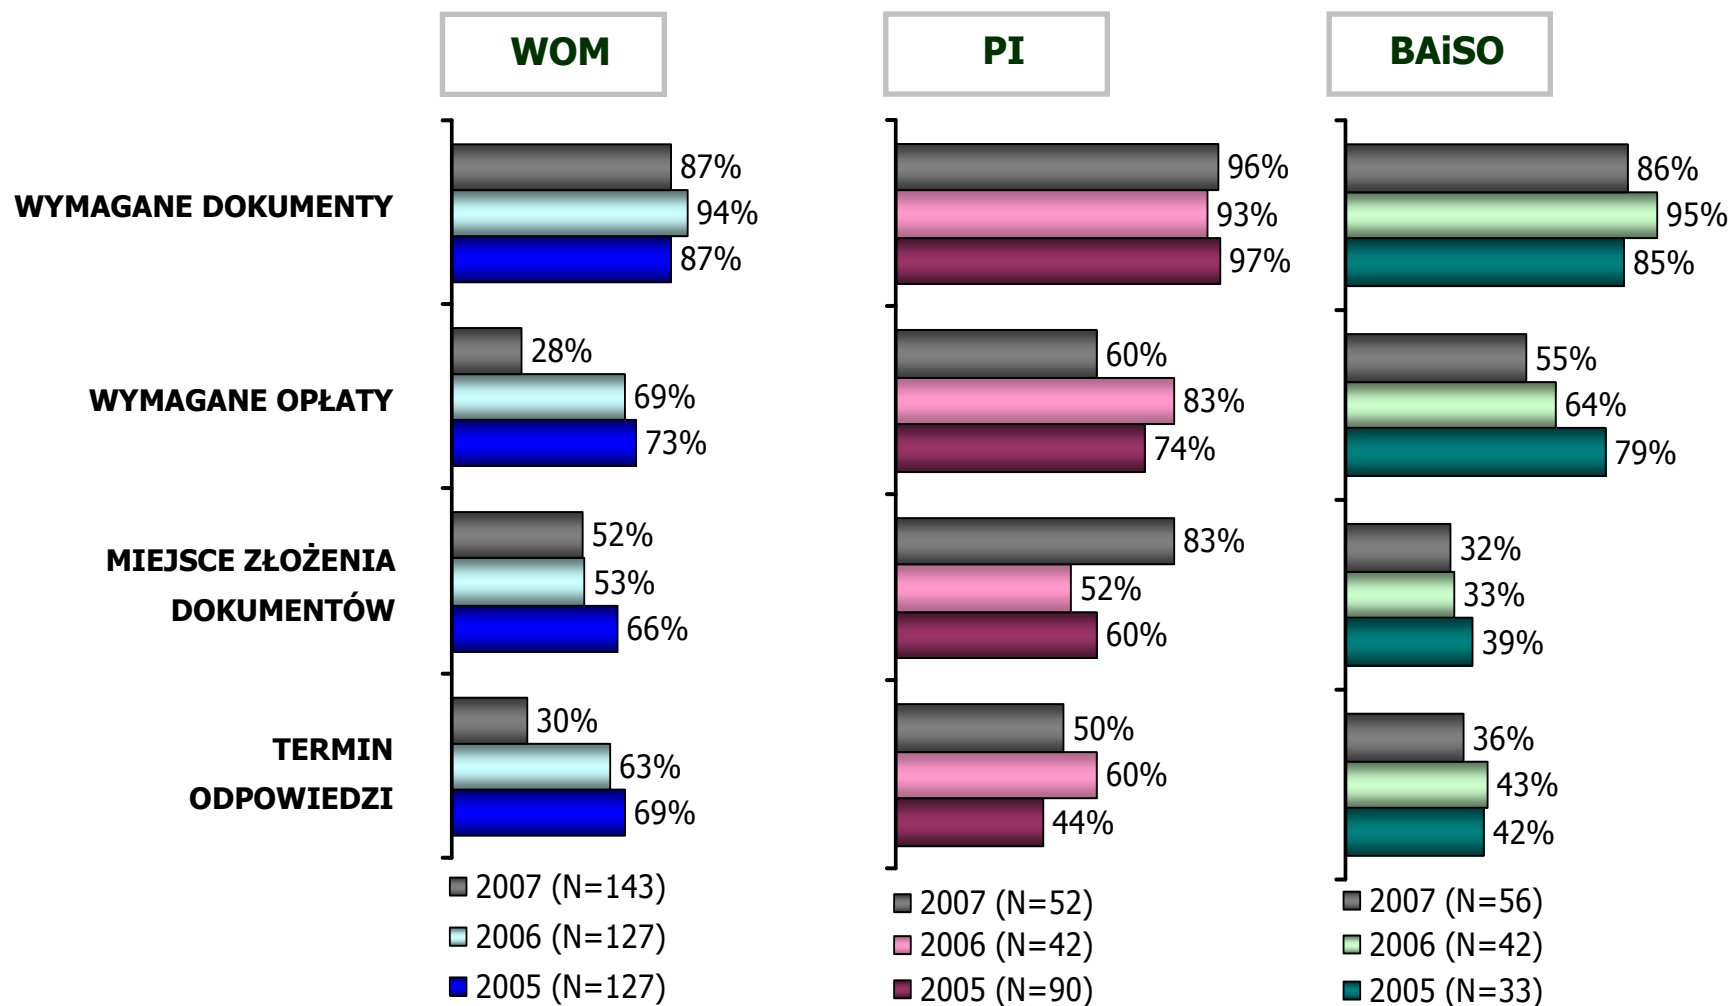 WOM
PI
BAiSO
WYMAGANE DOKUMENTY
87%
94%
87%
96%
93%
97%
86%
95%
85%
WYMAGANE OPŁATY
28%
69%
73%
60%
83%
74%
55%
64%
79%
MIEJSCE ZŁOŻENIA
DOKUMENTÓW
52%
53%
66%
83%
52%
60%
32%
33%
39%
TERMIN
ODPOWIEDZI
30%
63%
69%
50%
60%
44%
36%
43%
42%
2007 (N=143)
2006 (N=127)
2005 (N=127)
2007 (N=52)
2006 (N=42)
2005 (N=90)
2007 (N=56)
2006 (N=42)
2005 (N=33)